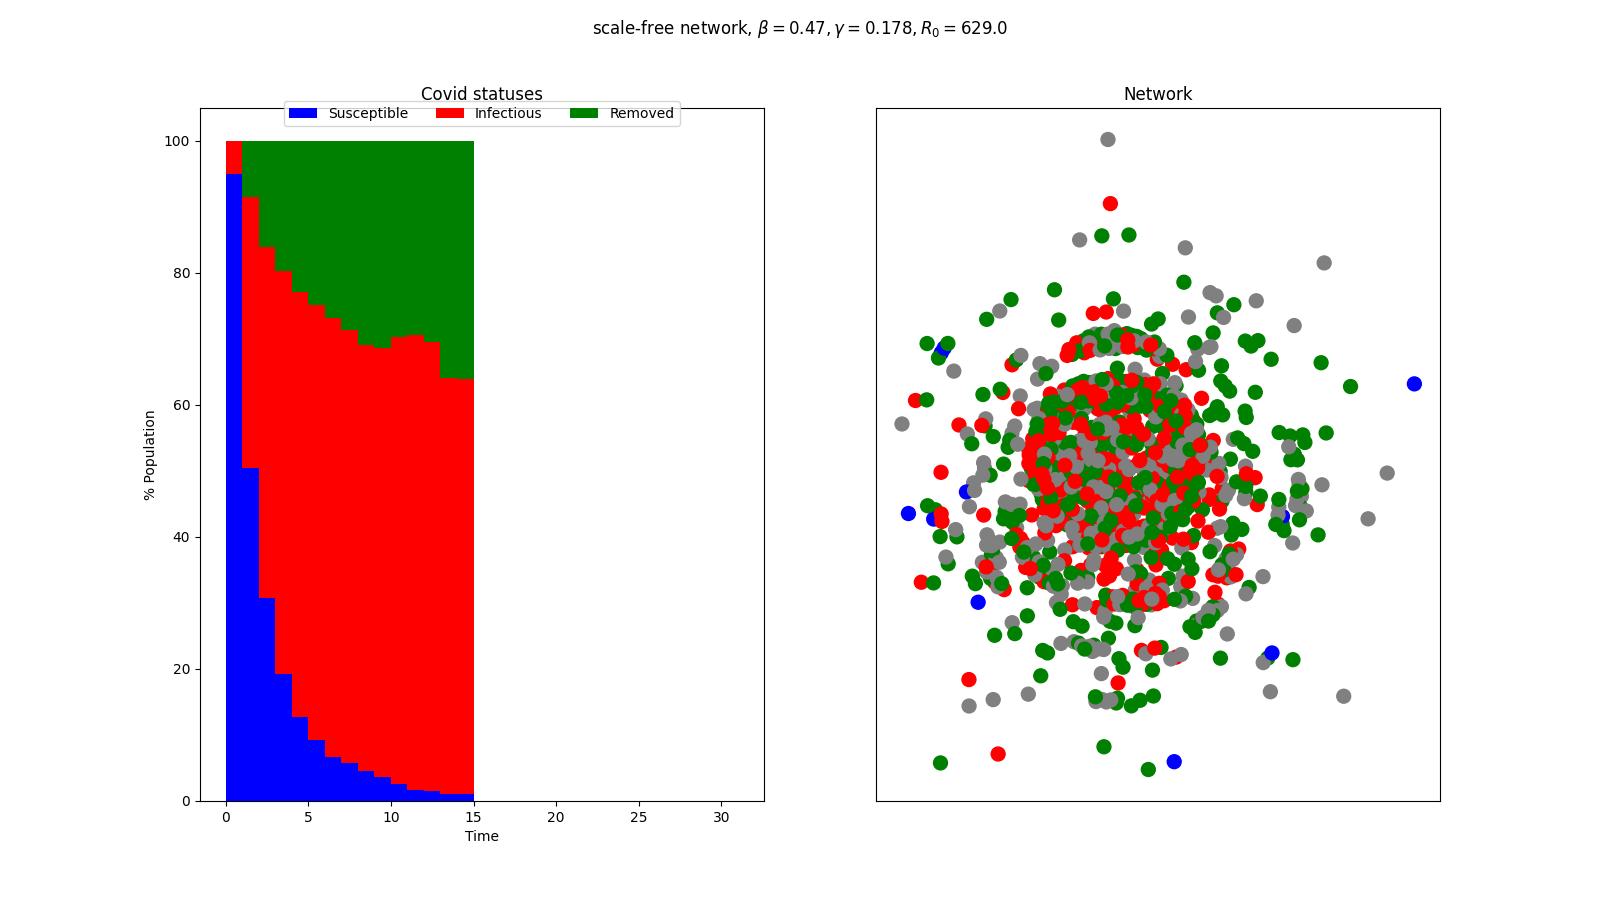 scale-free network, β = 0.47, γ = 0.178, R₀ = 629.0
Covid statuses
Susceptible Infectious Removed
100
80
60
40
20
0
% Population
0 5 10 15 20 25 30
Time
Network